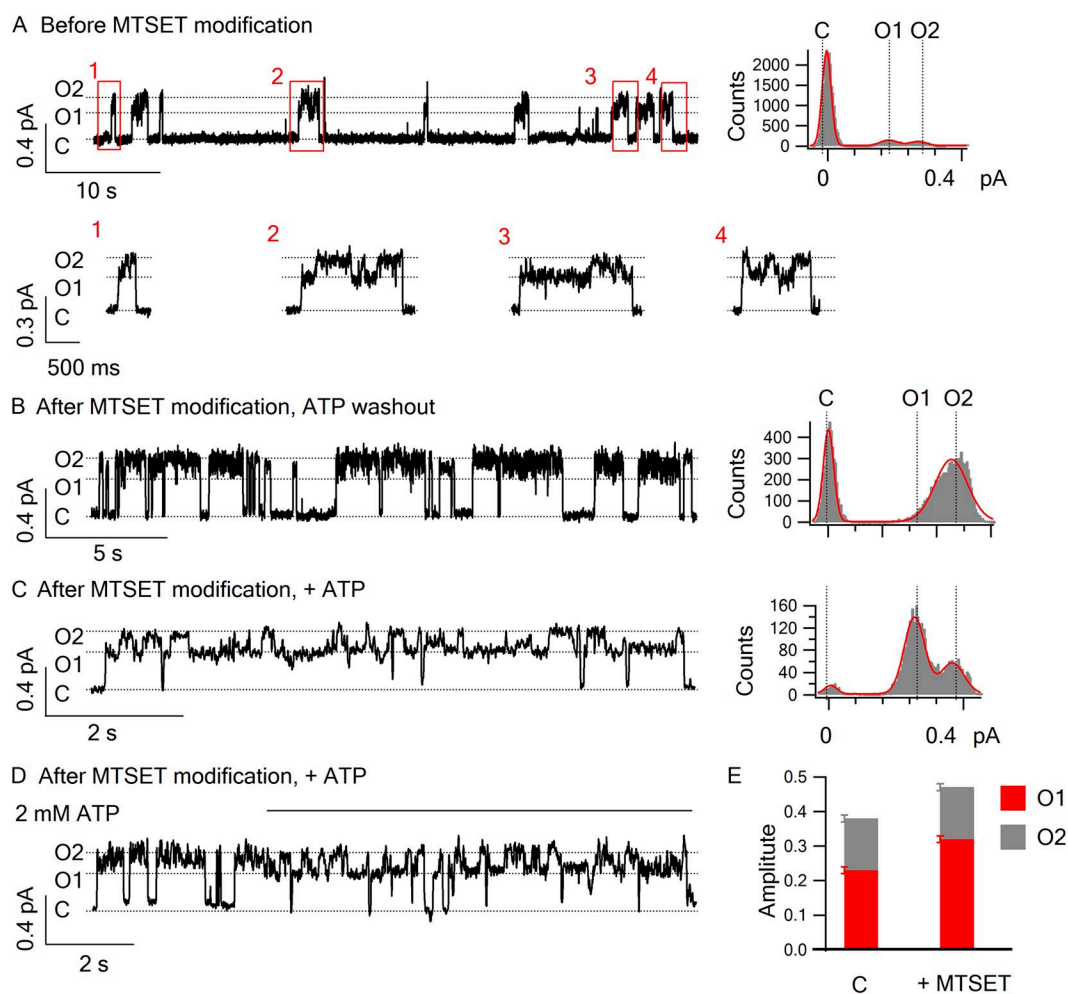 A Before MTSET modification
C O1 O2
1 2 3 4
O2
O1
C
0.4 pA
10 s
Counts
2000
1500
1000
500
0
0 0.4 pA
1 2 3 4
O2
O1
C
0.3 pA
500 ms
B After MTSET modification, ATP washout
C O1 O2
O2
O1
C
0.4 pA
5 s
Counts
400
300
200
100
0
C After MTSET modification, + ATP
O2
O1
C
0.4 pA
2 s
Counts
160
120
80
40
0
0 0.4 pA
D After MTSET modification, + ATP
2 mM ATP
O2
O1
C
0.4 pA
2 s
E
Amplitude
0.5
0.4
0.3
0.2
0.1
0.0
C + MTSET
O1
O2